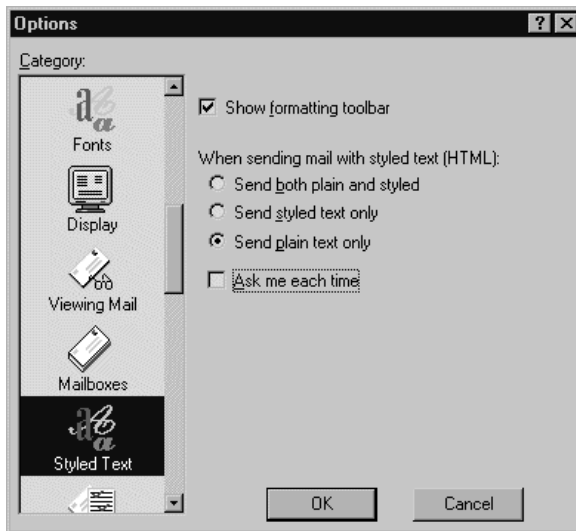 Options
Category:
Fonts
Display
Viewing Mail
Mailboxes
Styled Text
Show formatting toolbar
When sending mail with styled text (HTML):
Send both plain and styled
Send styled text only
Send plain text only
Ask me each time
OK
Cancel